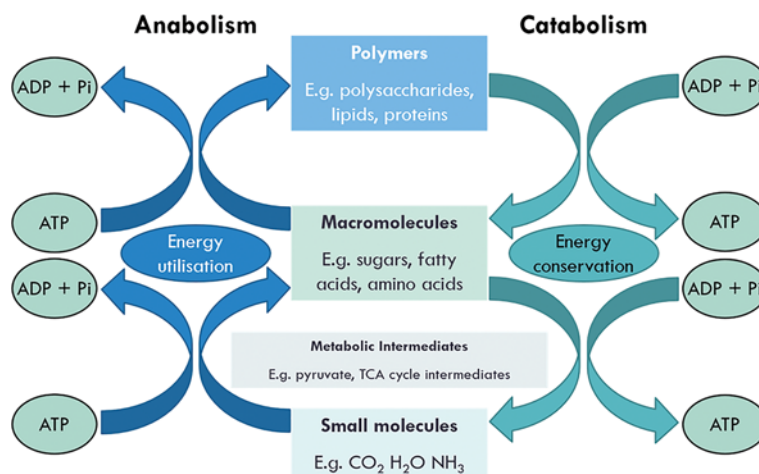 Anabolism
Catabolism
Polymers
E.g. polysaccharides,
lipids, proteins
ADP + Pi
ADP + Pi
ATP
ATP
Macromolecules
E.g. sugars, fatty
acids, amino acids
Energy
utilisation
Energy
conservation
ADP + Pi
ADP + Pi
Metabolic Intermediates
E.g. pyruvate, TCA cycle intermediates
ATP
ATP
Small molecules
E.g. CO₂ H₂O NH₃